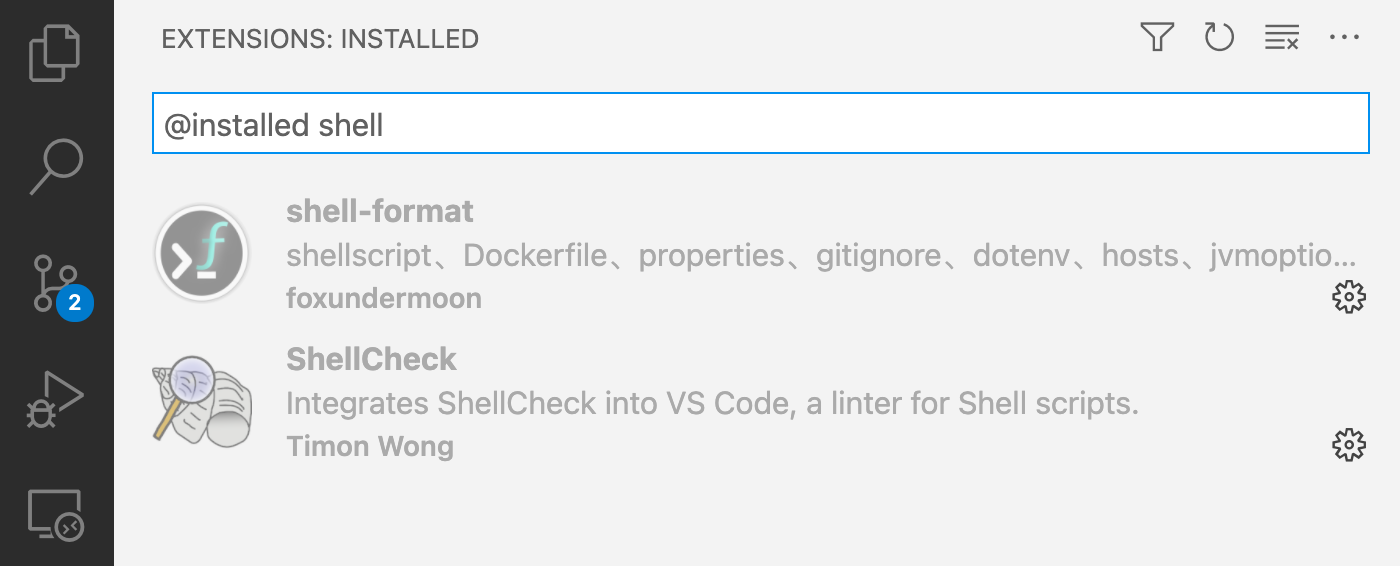 EXTENSIONS: INSTALLED
@installed shell
shell-format
shellscript、Dockerfile、properties、gitignore、dotenv、hosts、jvmoptio...
foxundermoon
2
ShellCheck
Integrates ShellCheck into VS Code, a linter for Shell scripts.
Timon Wong